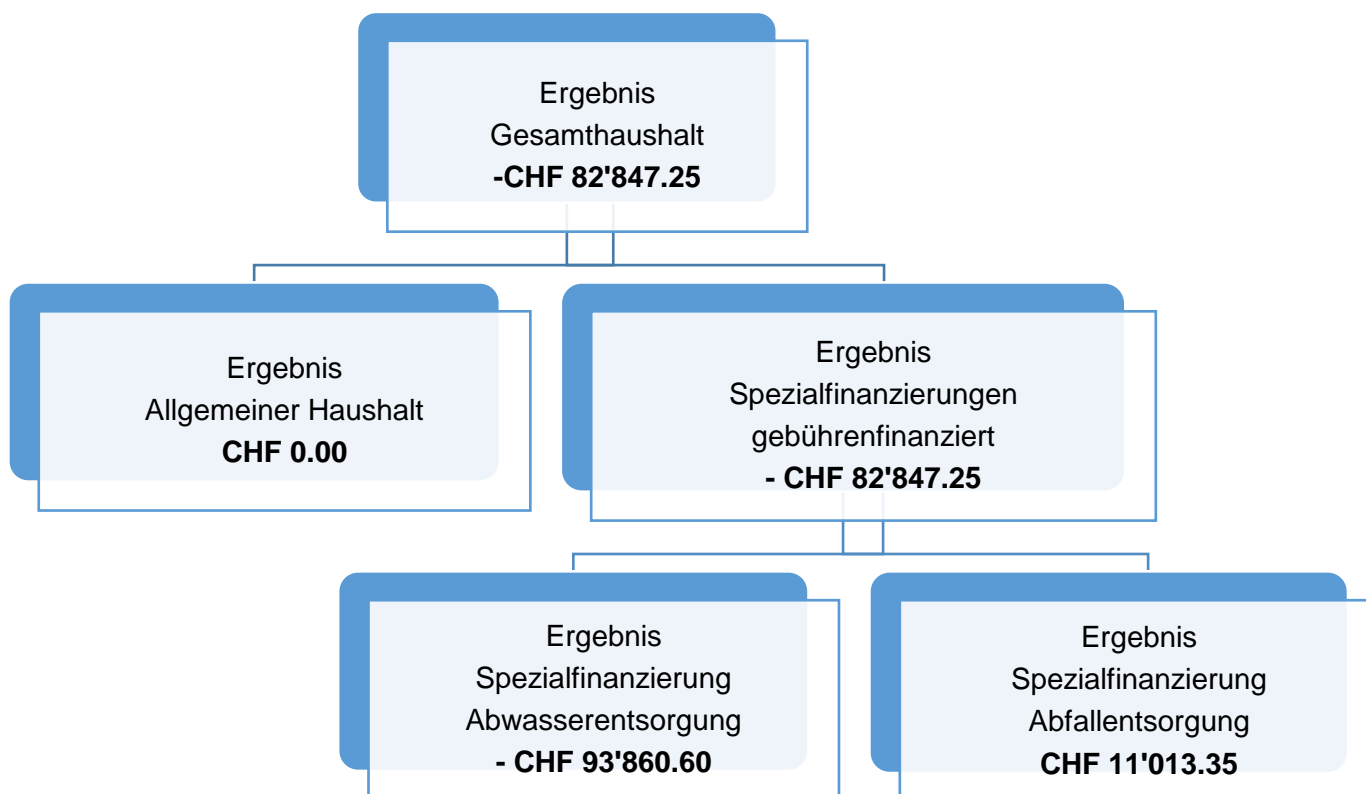 Ergebnis
Gesamthaushalt
-CHF 82'847.25
Ergebnis
Allgemeiner Haushalt
CHF 0.00
Ergebnis
Spezialfinanzierungen
gebührenfinanziert
- CHF 82'847.25
Ergebnis
Spezialfinanzierung
Abwasserentsorgung
- CHF 93'860.60
Ergebnis
Spezialfinanzierung
Abfallentsorgung
CHF 11'013.35